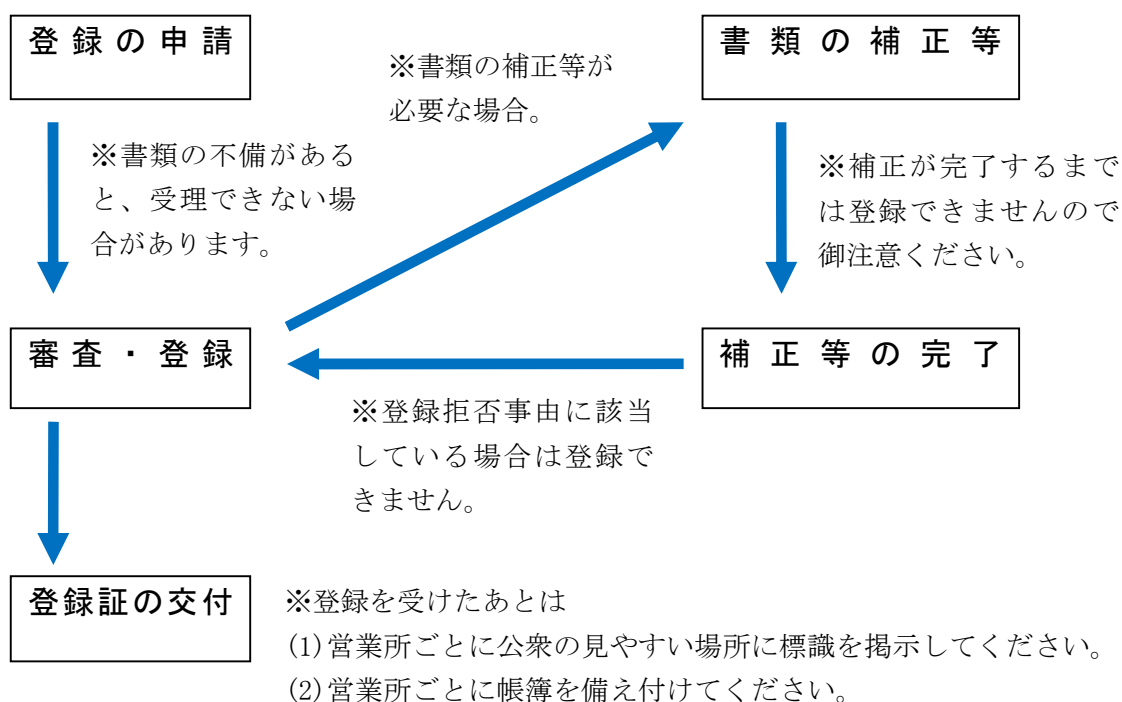 登録の申請
※書類の不備がある
と、受理できない場
合があります。
※書類の補正等が
必要な場合。
書類の補正等
※補正が完了するまで
は登録できませんので
御注意ください。
審査・登録
補正等の完了
※登録拒否事由に該当
している場合は登録で
きません。
登録証の交付
※登録を受けたあとは
(1)営業所ごとに公衆の見やすい場所に標識を掲示してください。
(2)営業所ごとに帳簿を備え付けてください。